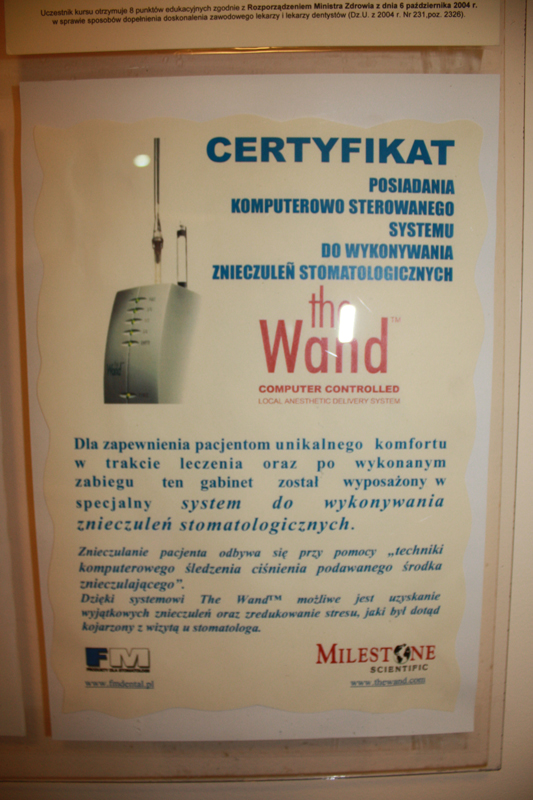 Uczestnik kursu otrzymuje 8 punktów edukacyjnych zgodnie z Rozporządzeniem Ministra Zdrowia z dnia 6 października 2004 r.
w sprawie sposobów dopełnienia doskonalenia zawodowego lekarzy i lekarzy dentystów (Dz.U. z 2004 r. Nr 231,poz. 2326).
CERTYFIKAT
POSIADANIA
KOMPUTEROWO STEROWANEGO
SYSTEMU
DO WYKONYWANIA
ZNIECZULEŃ STOMATOLOGICZNYCH
the
Wand™
COMPUTER CONTROLLED
LOCAL ANESTHETIC DELIVERY SYSTEM
Dla zapewnienia pacjentom unikalnego komfortu
w trakcie leczenia oraz po wykonanym
zabiegu ten gabinet został wyposażony w
specjalny system do wykonywania
znieczuleń stomatologicznych.
Znieczulanie pacjenta odbywa się przy pomocy „techniki
komputerowego śledzenia ciśnienia podawanego środka
znieczulającego”.
Dzięki systemowi The Wand™ możliwe jest uzyskanie
wyjątkowych znieczuleń oraz zredukowanie stresu, jaki był dotąd
kojarzony z wizytą u stomatologa.
FM
www.fmdental.pl
MILESTONE
SCIENTIFIC
www.thewand.com